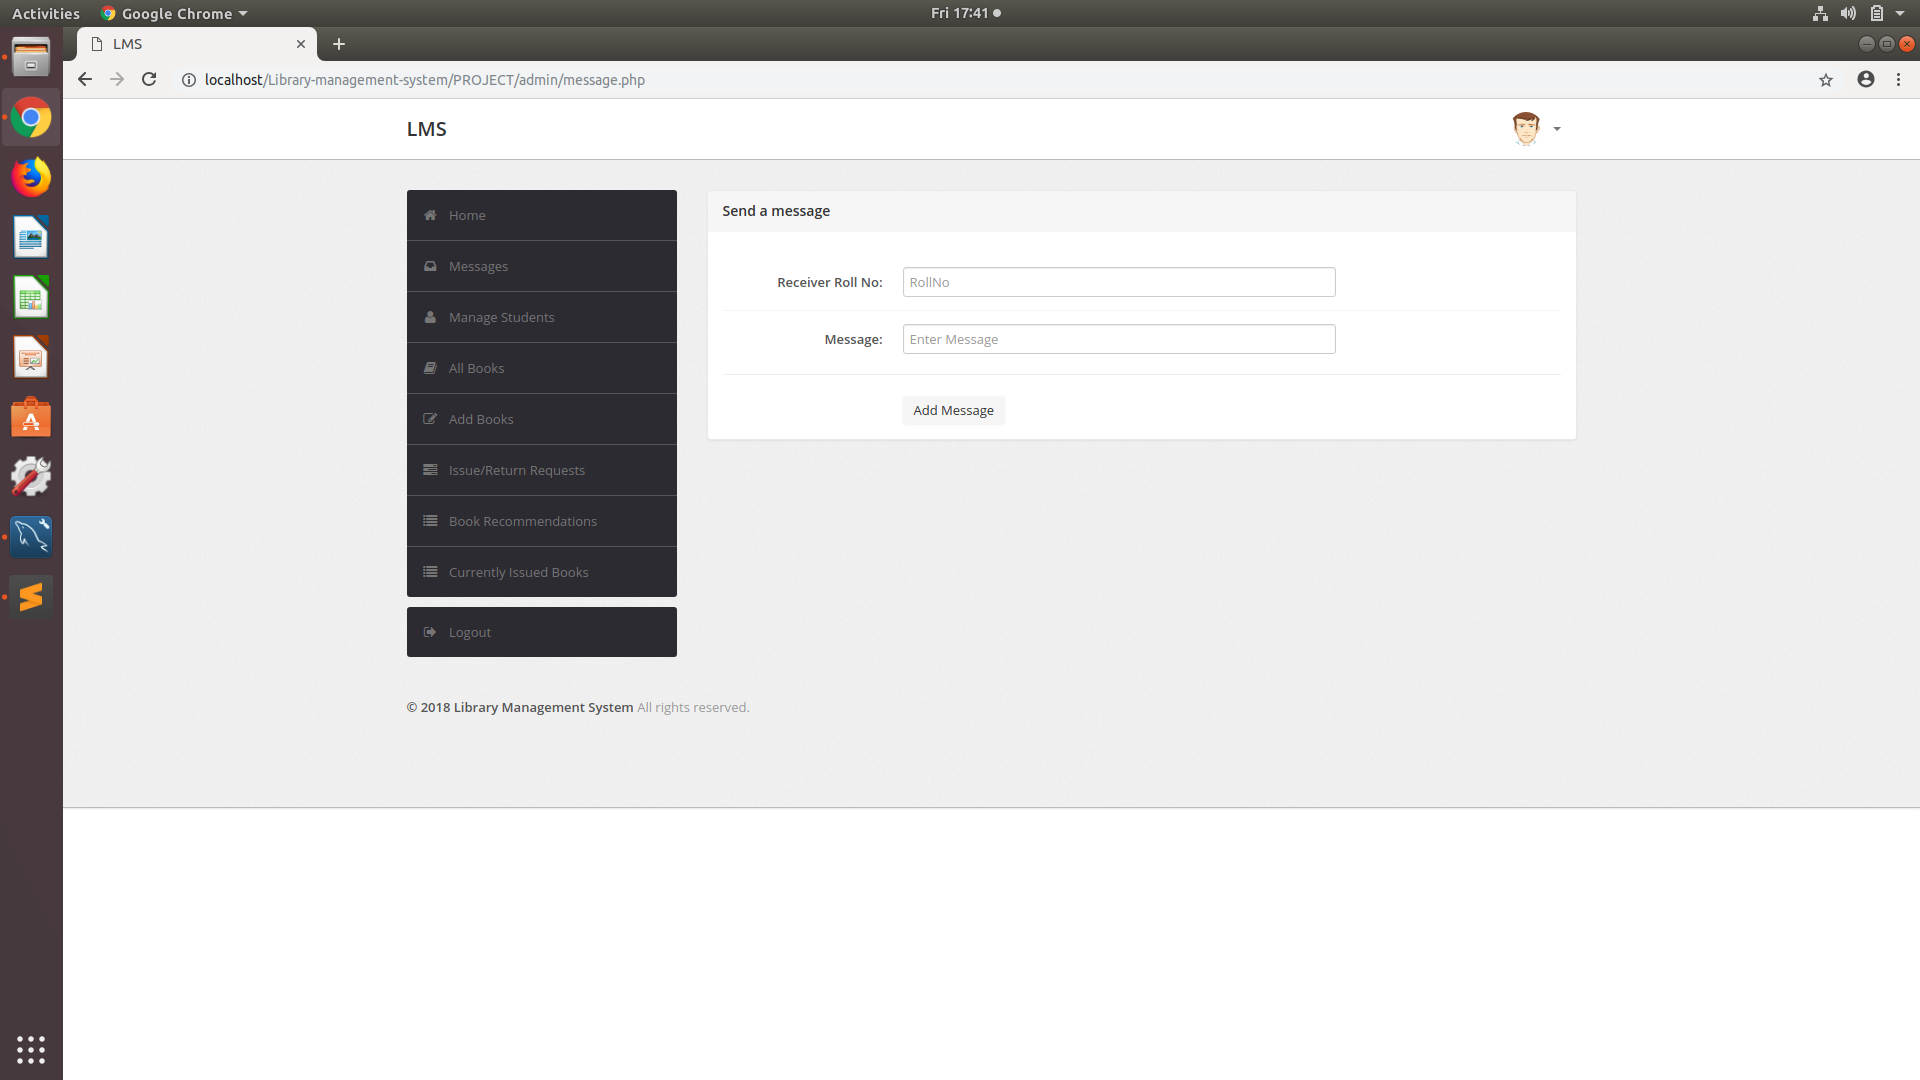 Activities Google Chrome Fri 17:41
LMS
localhost/Library-management-system/PROJECT/admin/message.php
LMS
Home
Messages
Manage Students
All Books
Add Books
Issue/Return Requests
Book Recommendations
Currently Issued Books
Logout
Send a message
Receiver Roll No: RollNo
Message: Enter Message
Add Message
© 2018 Library Management System All rights reserved.